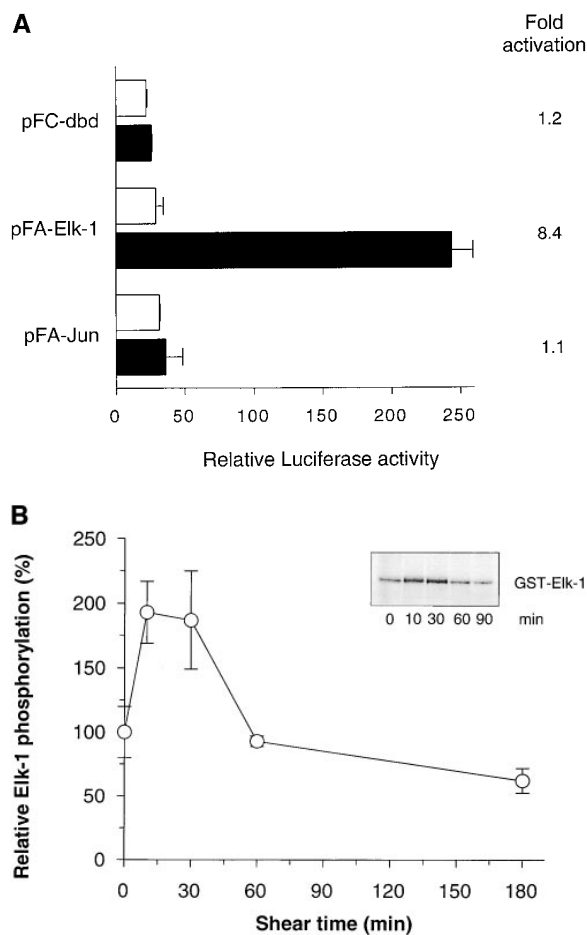 A
Fold
activation
pFC-dbd
1.2
pFA-Elk-1
8.4
pFA-Jun
1.1
0 50 100 150 200 250
Relative Luciferase activity
B
Relative Elk-1 phosphorylation (%)
250
200
150
100
50
0
GST-Elk-1
0 10 30 60 90 min
0 30 60 90 120 150 180
Shear time (min)